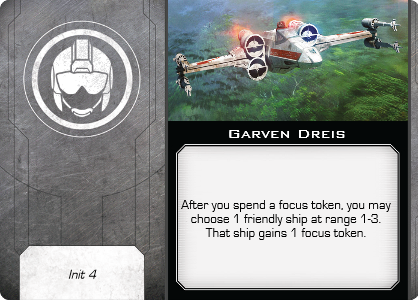 Garven Dreis
After you spend a focus token, you may
choose 1 friendly ship at range 1-3.
That ship gains 1 focus token.
Init 4